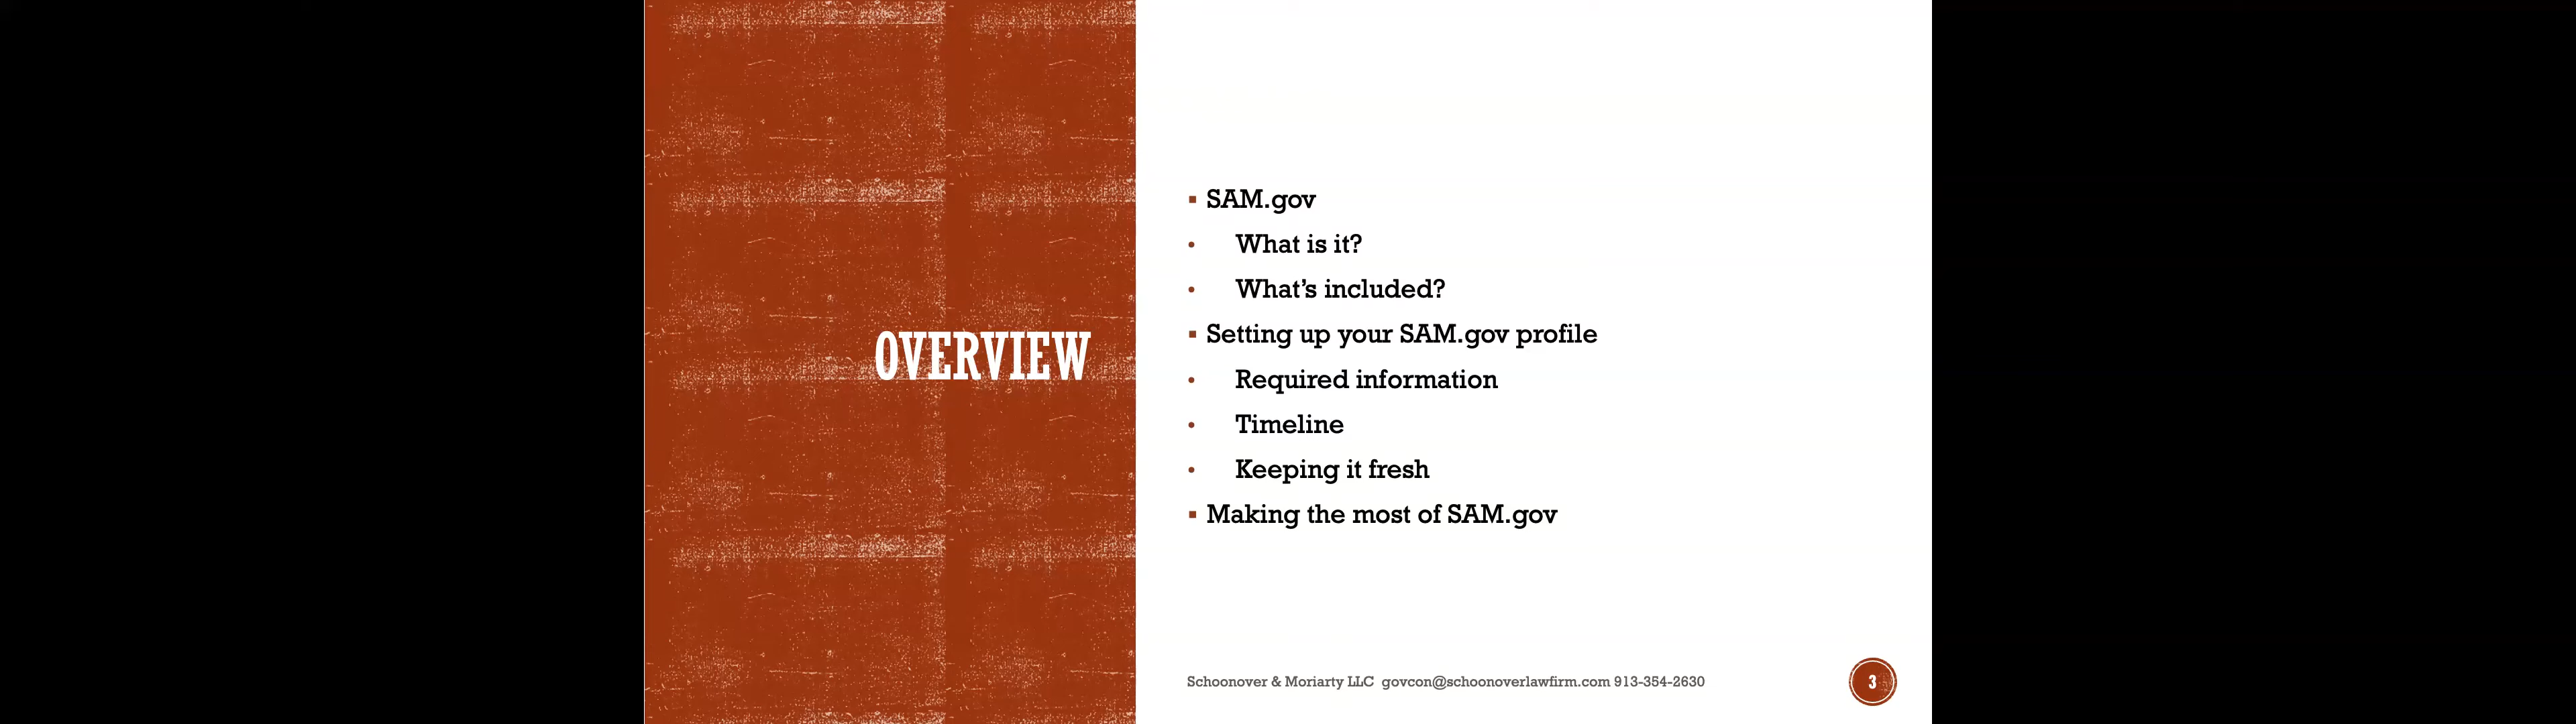 OVERVIEW
▪ SAM.gov
• What is it?
• What’s included?
▪ Setting up your SAM.gov profile
• Required information
• Timeline
• Keeping it fresh
▪ Making the most of SAM.gov
Schoonover & Moriarty LLC govcon@schoonoverlawfirm.com 913-354-2630
3